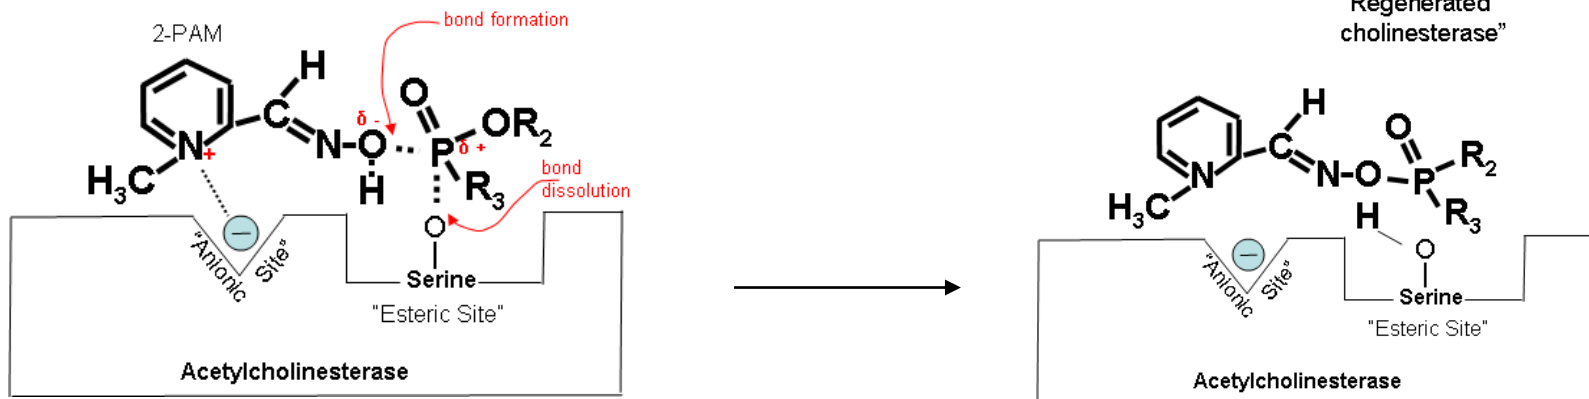 bond formation
2-PAM
H
O
C
δ -
OR2
N
+
N
O
P
δ +
H3C
H
R3
bond
dissolution
O
"Anionic
Site"
Serine
"Esteric Site"
Acetylcholinesterase
Regenerated
cholinesterase”
H
O
C
R2
N
N
O
P
H3C
R3
H
O
"Anionic
Site"
Serine
"Esteric Site"
Acetylcholinesterase